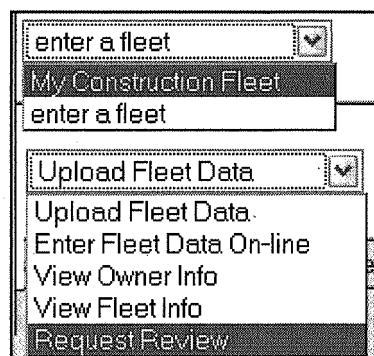 enter a fleet
My Construction Fleet
enter a fleet
Upload Fleet Data
Upload Fleet Data
Enter Fleet Data On-line
View Owner Info
View Fleet Info
Request Review